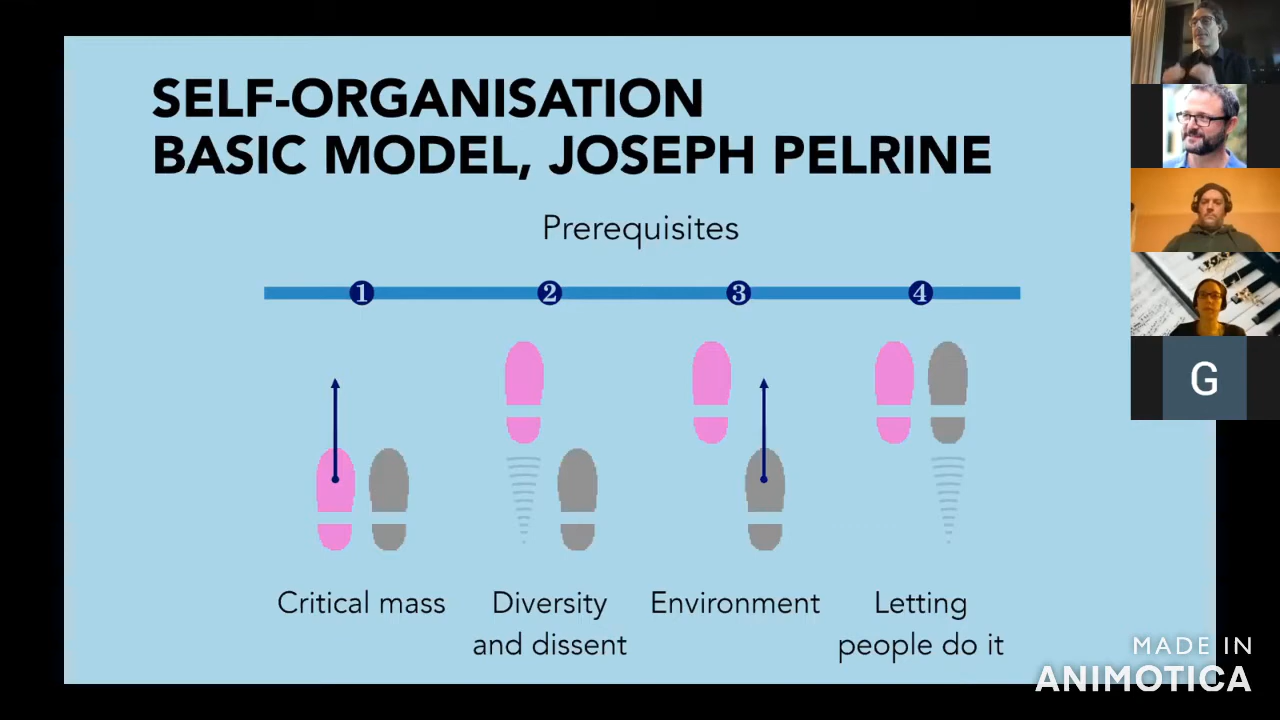 SELF-ORGANISATION
BASIC MODEL, JOSEPH PELRINE
Prerequisites
1 2 3 4
Critical mass
Diversity
and dissent
Environment
Letting
people do it
G
MADE IN
ANIMOTICA